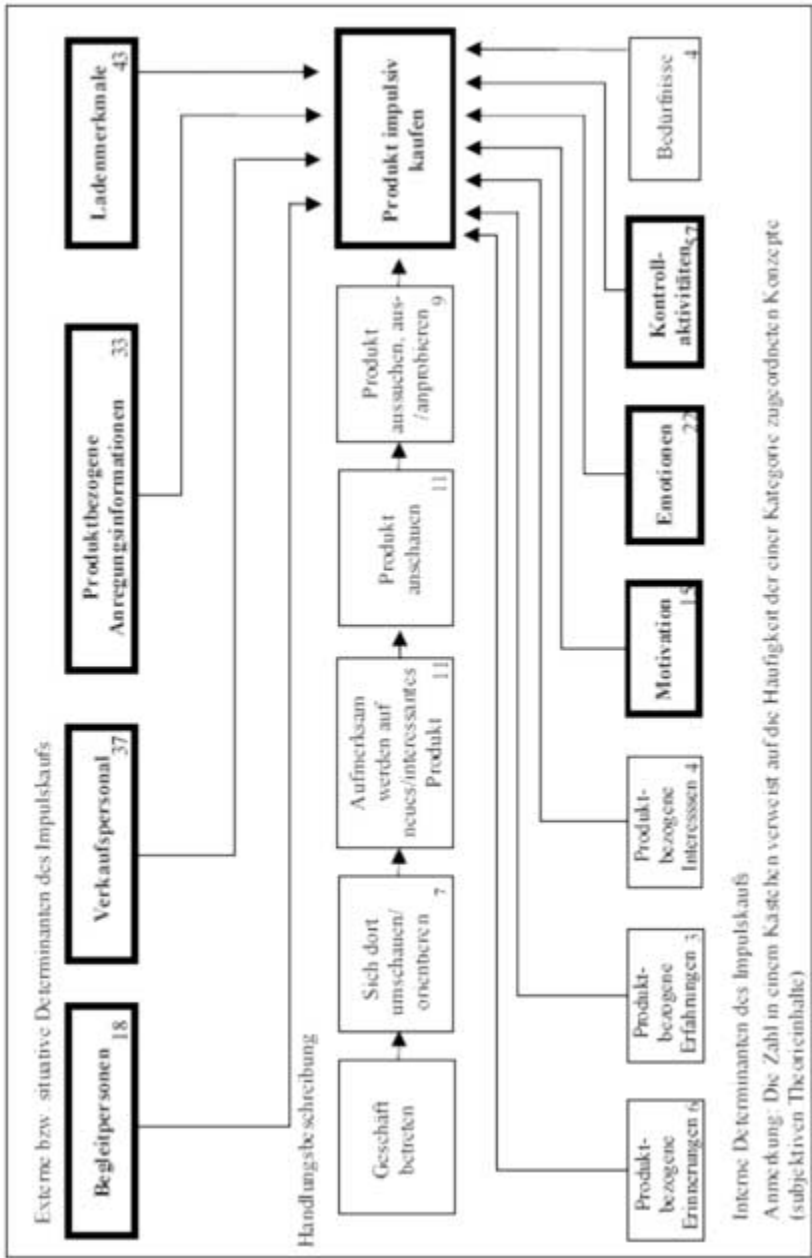 Externe bzw. situative Determinanten des Impulskaufs
Begleitpersonen
18
Verkaufspersonal
37
Produktbezogene
Anregungsinformationen
33
Ladenmerkmale
43
Handlungsbeschreibung
Geschäft
betreten
Sich dort
umschauen/
orientieren
7
Aufmerksam
werden auf
neues/interessantes
Produkt
11
Produkt
anschauen
11
Produkt
aussuchen, aus-
/anprobieren
9
Produkt impulsiv
kaufen
Produkt-
bezogene
Erinnerungen 6
Produkt-
bezogene
Erfahrungen 3
Produkt-
bezogene
Interessen 4
Motivation
15
Emotionen
22
Kontroll-
aktivitäten
57
Bedürfnisse
4
Interne Determinanten des Impulskaufs
Anmerkung: Die Zahl in einem Kästchen verweist auf die Häufigkeit der einer Kategorie zugeordneten Konzepte
(subjektiven Theorieinhalte)